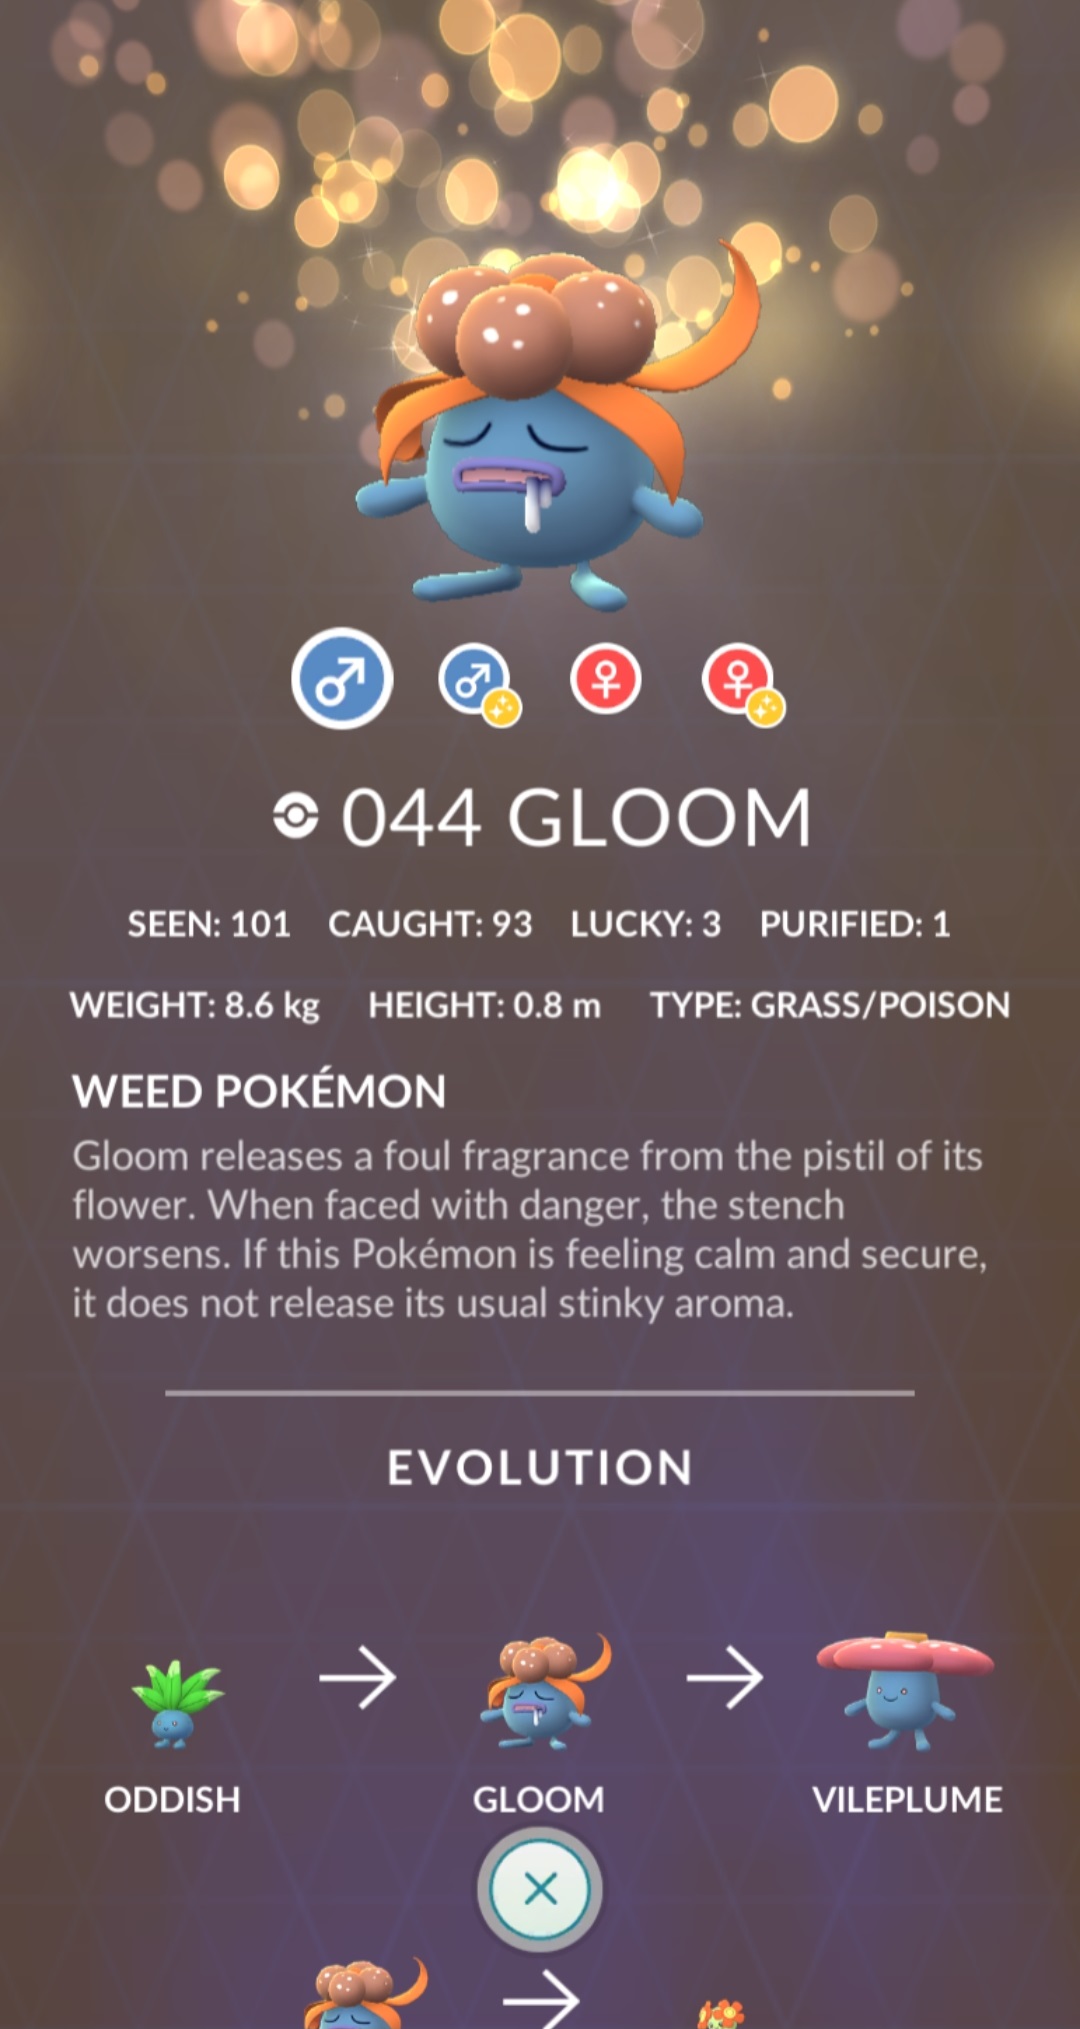 044 GLOOM
SEEN: 101 CAUGHT: 93 LUCKY: 3 PURIFIED: 1
WEIGHT: 8.6 kg HEIGHT: 0.8 m TYPE: GRASS/POISON
WEED POKÉMON
Gloom releases a foul fragrance from the pistil of its
flower. When faced with danger, the stench
worsens. If this Pokémon is feeling calm and secure,
it does not release its usual stinky aroma.
EVOLUTION
ODDISH GLOOM VILEPLUME